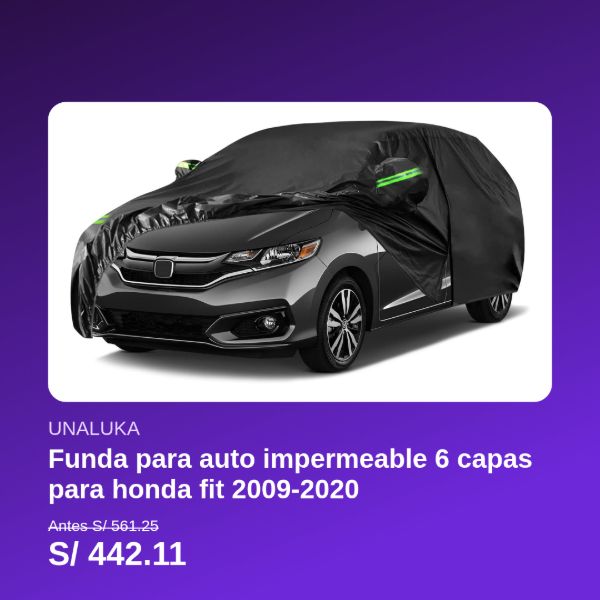 UNALUKA
Funda para auto impermeable 6 capas
para honda fit 2009-2020
Antes S/ 561.25
S/ 442.11